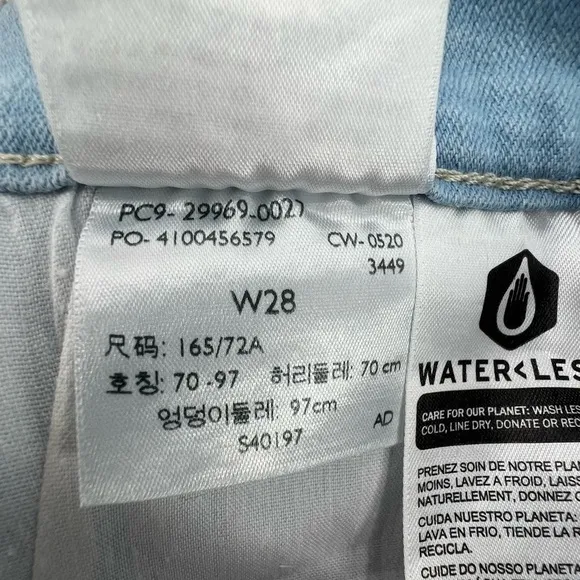 PC9- 29969-0021
PO- 4100456579 CW-0520
3449
W28
尺码: 165/72A
호칭: 70 -97 허리둘레: 70 cm
엉덩이둘레: 97cm
AD
S40197
WATER<LES
CARE FOR OUR PLANET: WASH LES
COLD, LINE DRY, DONATE OR REC
PRENEZ SOIN DE NOTRE PLAN
MOINS, LAVEZ A FROID, LAISS
NATURELLEMENT, DONNEZ O
CUIDA NUESTRO PLANETA:
LAVA EN FRIO, TIENDE LA R
RECICLA.
CUIDE DO NOSSO PLANETA